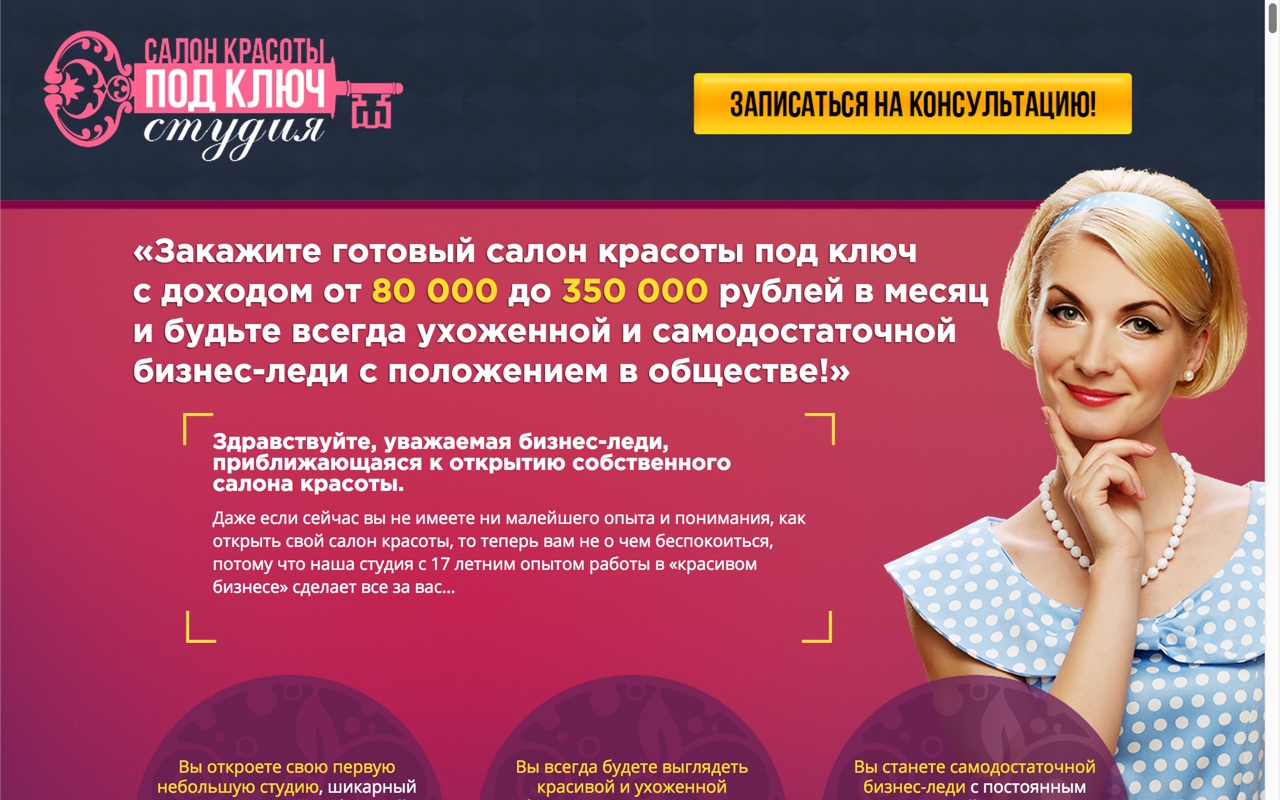 САЛОН КРАСОТЫ
ПОД КЛЮЧ
студия
ЗАПИСАТЬСЯ НА КОНСУЛЬТАЦИЮ!
«Закажите готовый салон красоты под ключ
с доходом от 80 000 до 350 000 рублей в месяц
и будьте всегда ухоженной и самодостаточной
бизнес-леди с положением в обществе!»
Здравствуйте, уважаемая бизнес-леди,
приближающаяся к открытию собственного
салона красоты.
Даже если сейчас вы не имеете ни малейшего опыта и понимания, как
открыть свой салон красоты, то теперь вам не о чем беспокоиться,
потому что наша студия с 17 летним опытом работы в «красивом
бизнесе» сделает все за вас...
Вы откроете свою первую
небольшую студию, шикарный
Вы всегда будете выглядеть
красивой и ухоженной
Вы станете самодостаточной
бизнес-леди с постоянным